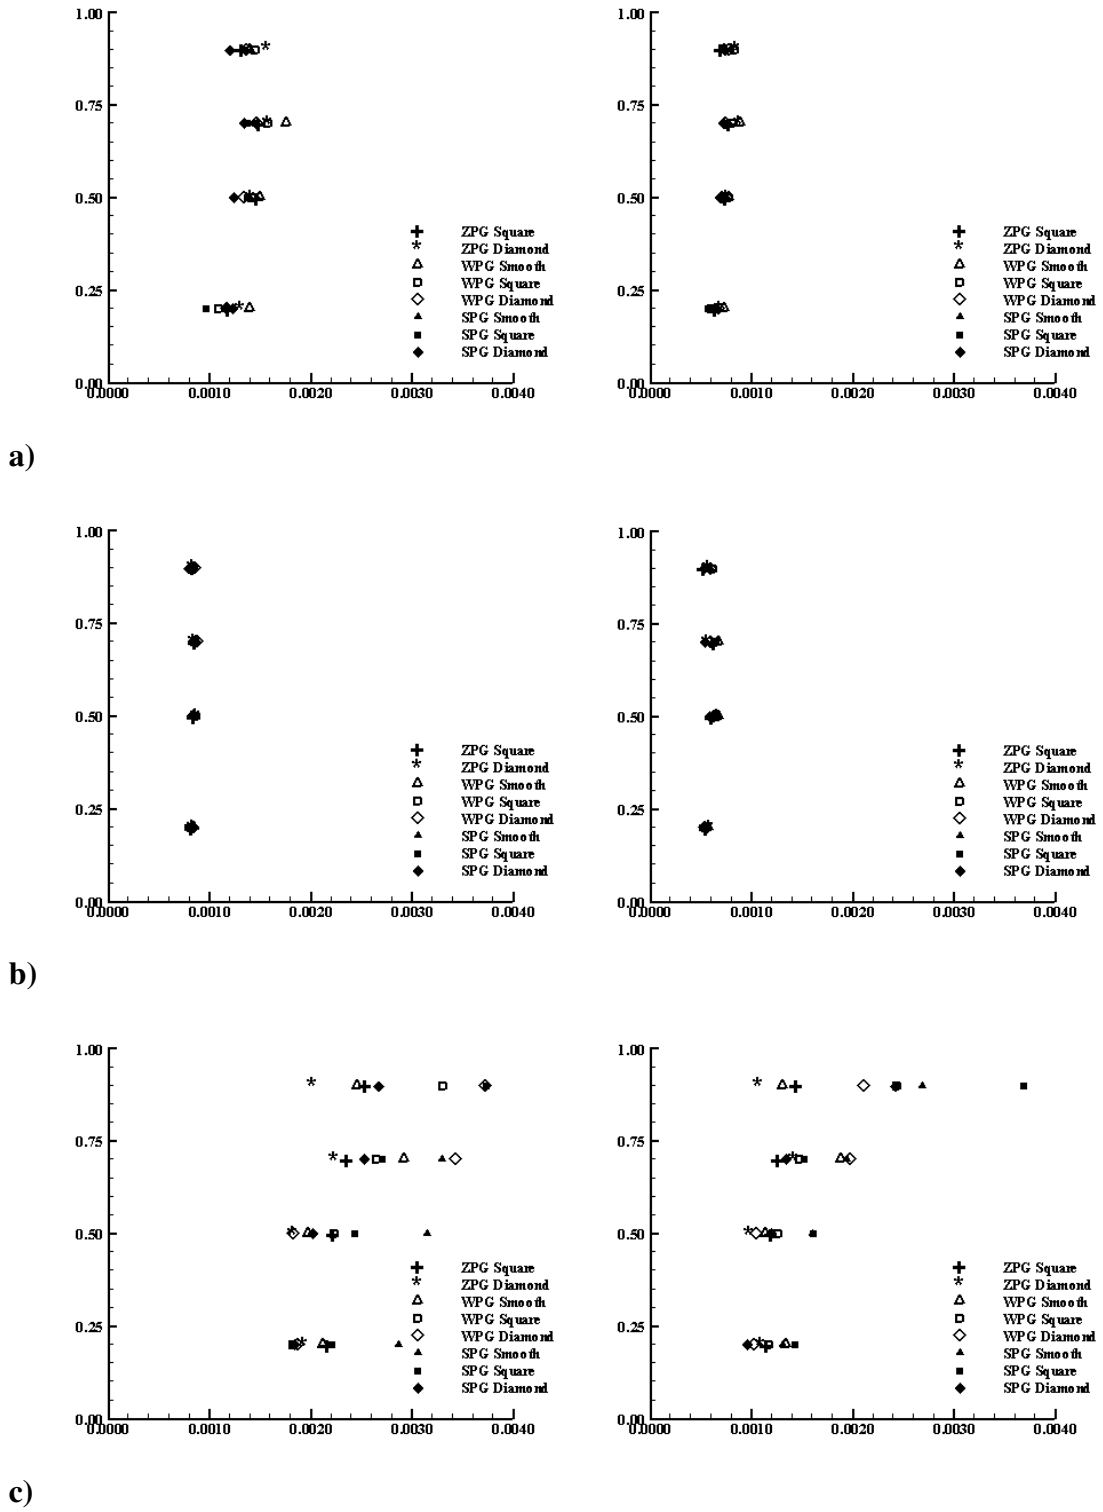 1.00
0.75
0.50
0.25
0.00
0.0000 0.0010 0.0020 0.0030 0.0040
ZPG Square
ZPG Diamond
WPG Smooth
WPG Square
WPG Diamond
SPG Smooth
SPG Square
SPG Diamond
1.00
0.75
0.50
0.25
0.00
0.0000 0.0010 0.0020 0.0030 0.0040
ZPG Square
ZPG Diamond
WPG Smooth
WPG Square
WPG Diamond
SPG Smooth
SPG Square
SPG Diamond
a)
1.00
0.75
0.50
0.25
0.00
0.0000 0.0010 0.0020 0.0030 0.0040
ZPG Square
ZPG Diamond
WPG Smooth
WPG Square
WPG Diamond
SPG Smooth
SPG Square
SPG Diamond
1.00
0.75
0.50
0.25
0.00
0.0000 0.0010 0.0020 0.0030 0.0040
ZPG Square
ZPG Diamond
WPG Smooth
WPG Square
WPG Diamond
SPG Smooth
SPG Square
SPG Diamond
b)
1.00
0.75
0.50
0.25
0.00
0.0000 0.0010 0.0020 0.0030 0.0040
ZPG Square
ZPG Diamond
WPG Smooth
WPG Square
WPG Diamond
SPG Smooth
SPG Square
SPG Diamond
1.00
0.75
0.50
0.25
0.00
0.0000 0.0010 0.0020 0.0030 0.0040
ZPG Square
ZPG Diamond
WPG Smooth
WPG Square
WPG Diamond
SPG Smooth
SPG Square
SPG Diamond
c)